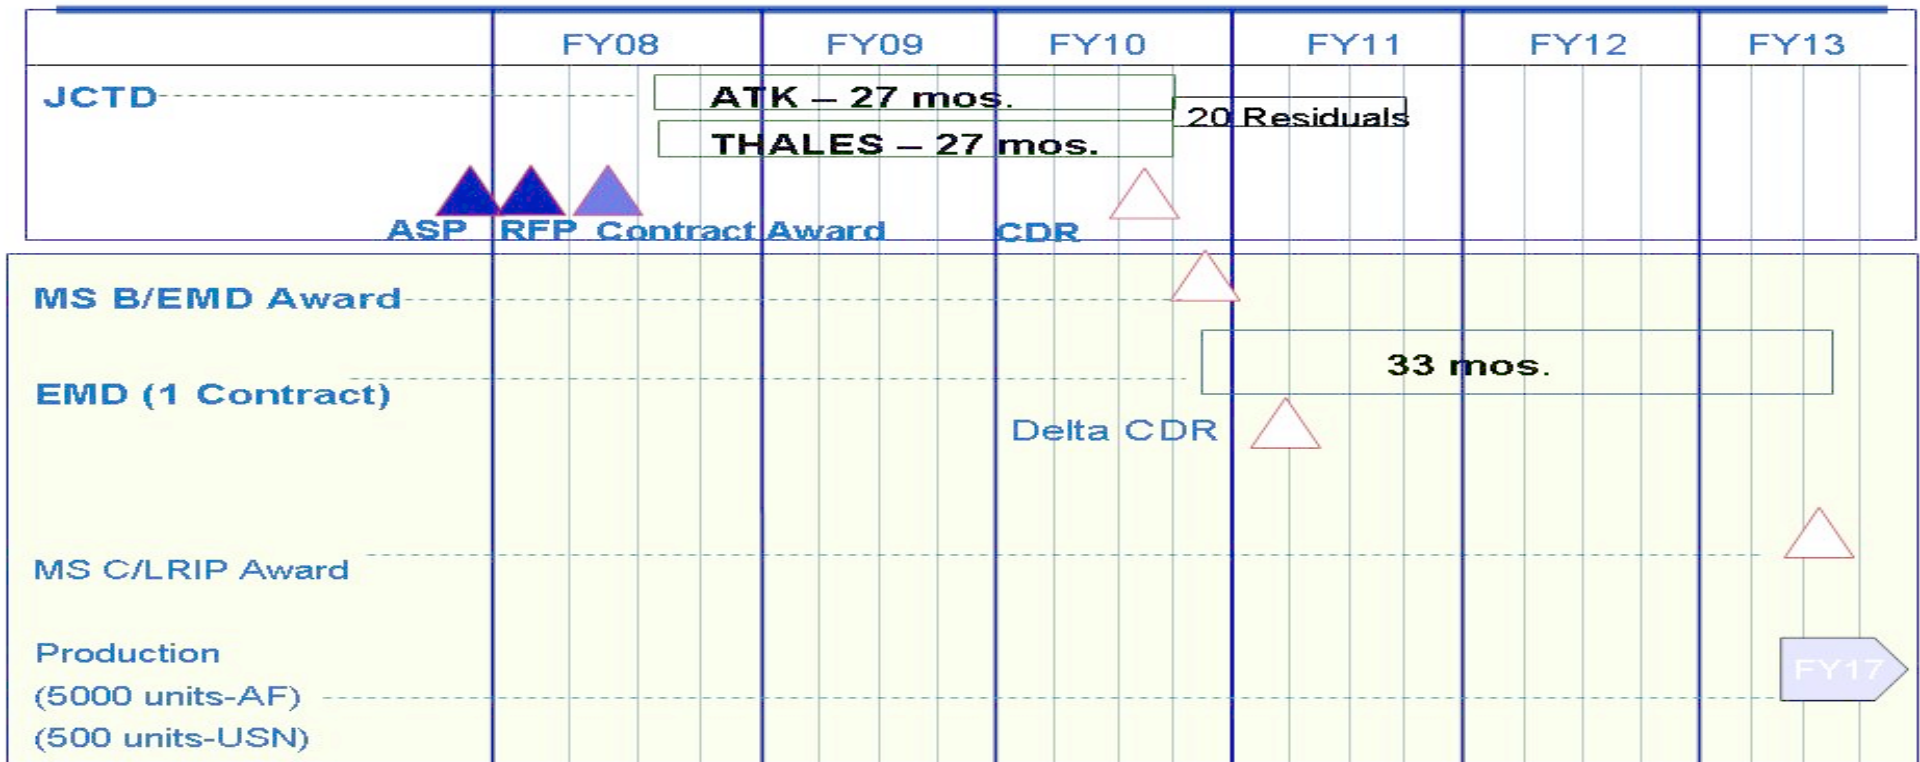 FY08 FY09 FY10 FY11 FY12 FY13
JCTD
ATK – 27 mos.
20 Residuals
THALES – 27 mos.
ASP RFP Contract Award CDR
MS B/EMD Award
33 mos.
EMD (1 Contract)
Delta CDR
MS C/LRIP Award
Production
FY17
(5000 units-AF)
(500 units-USN)